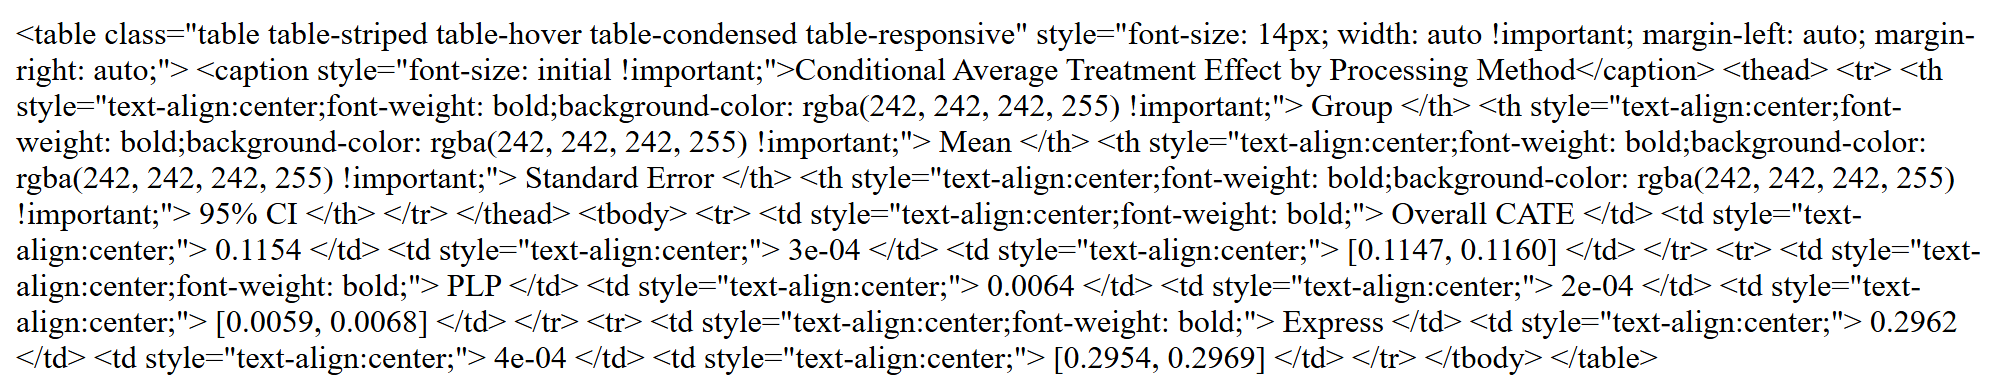 <table class="table table-striped table-hover table-condensed table-responsive" style="font-size: 14px; width: auto !important; margin-left: auto; margin-
right: auto;"> <caption style="font-size: initial !important;">Conditional Average Treatment Effect by Processing Method</caption> <thead> <tr> <th
style="text-align:center;font-weight: bold;background-color: rgba(242, 242, 242, 255) !important;"> Group </th> <th style="text-align:center;font-
weight: bold;background-color: rgba(242, 242, 242, 255) !important;"> Mean </th> <th style="text-align:center;font-weight: bold;background-color:
rgba(242, 242, 242, 255) !important;"> Standard Error </th> <th style="text-align:center;font-weight: bold;background-color: rgba(242, 242, 242, 255)
!important;"> 95% CI </th> </tr> </thead> <tbody> <tr> <td style="text-align:center;font-weight: bold;"> Overall CATE </td> <td style="text-
align:center;"> 0.1154 </td> <td style="text-align:center;"> 3e-04 </td> <td style="text-align:center;"> [0.1147, 0.1160] </td> </tr> <tr> <td style="text-
align:center;font-weight: bold;"> PLP </td> <td style="text-align:center;"> 0.0064 </td> <td style="text-align:center;"> 2e-04 </td> <td style="text-
align:center;"> [0.0059, 0.0068] </td> </tr> <tr> <td style="text-align:center;font-weight: bold;"> Express </td> <td style="text-align:center;"> 0.2962
</td> <td style="text-align:center;"> 4e-04 </td> <td style="text-align:center;"> [0.2954, 0.2969] </td> </tr> </tbody> </table>